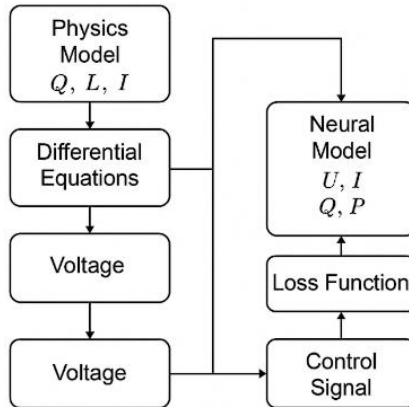 Physics
Model
Q, L, I
Differential
Equations
Voltage
Voltage
Neural
Model
U, I
Q, P
Loss Function
Control
Signal